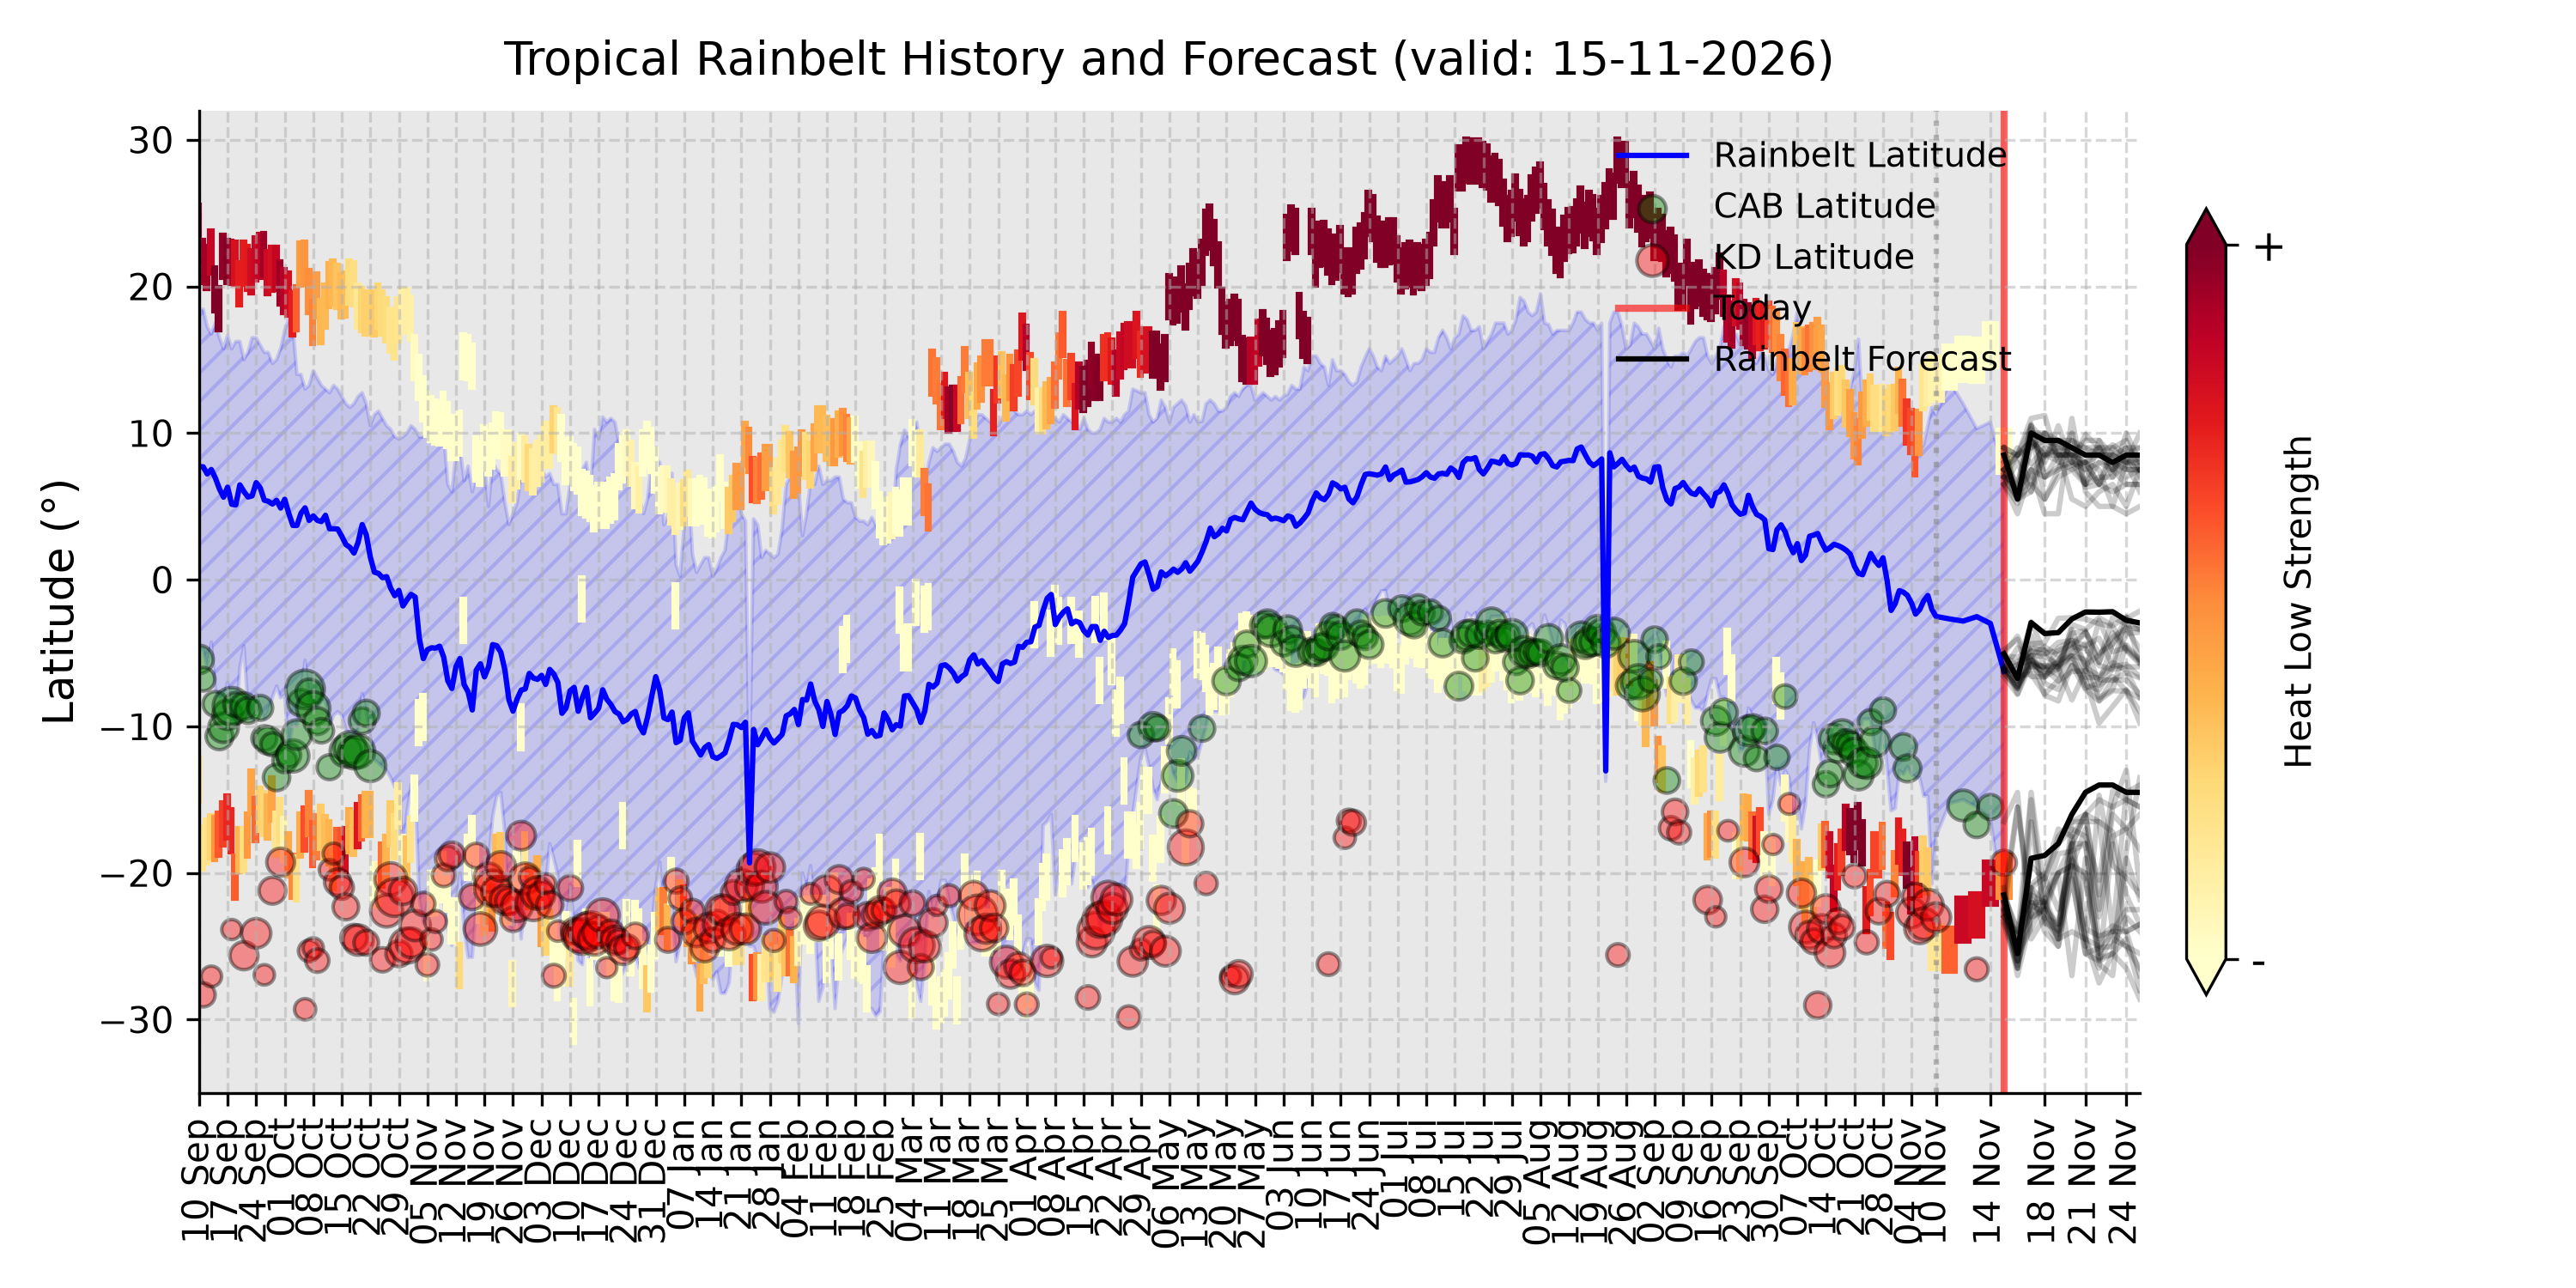 Tropical Rainbelt History and Forecast (valid: 15-11-2026)
Latitude (°)
30
20
10
0
−10
−20
−30
Rainbelt Latitude
CAB Latitude
KD Latitude
Today
Rainbelt Forecast
10 Sep
17 Sep
24 Sep
01 Oct
08 Oct
15 Oct
22 Oct
29 Oct
05 Nov
12 Nov
19 Nov
26 Nov
03 Dec
10 Dec
17 Dec
24 Dec
31 Dec
07 Jan
14 Jan
21 Jan
28 Jan
04 Feb
11 Feb
18 Feb
25 Feb
04 Mar
11 Mar
18 Mar
25 Mar
01 Apr
08 Apr
15 Apr
22 Apr
29 Apr
06 May
13 May
20 May
27 May
03 Jun
10 Jun
17 Jun
24 Jun
01 Jul
08 Jul
15 Jul
22 Jul
29 Jul
05 Aug
12 Aug
19 Aug
26 Aug
02 Sep
09 Sep
16 Sep
23 Sep
30 Sep
07 Oct
14 Oct
21 Oct
28 Oct
04 Nov
10 Nov
14 Nov
18 Nov
21 Nov
24 Nov
+
-
Heat Low Strength